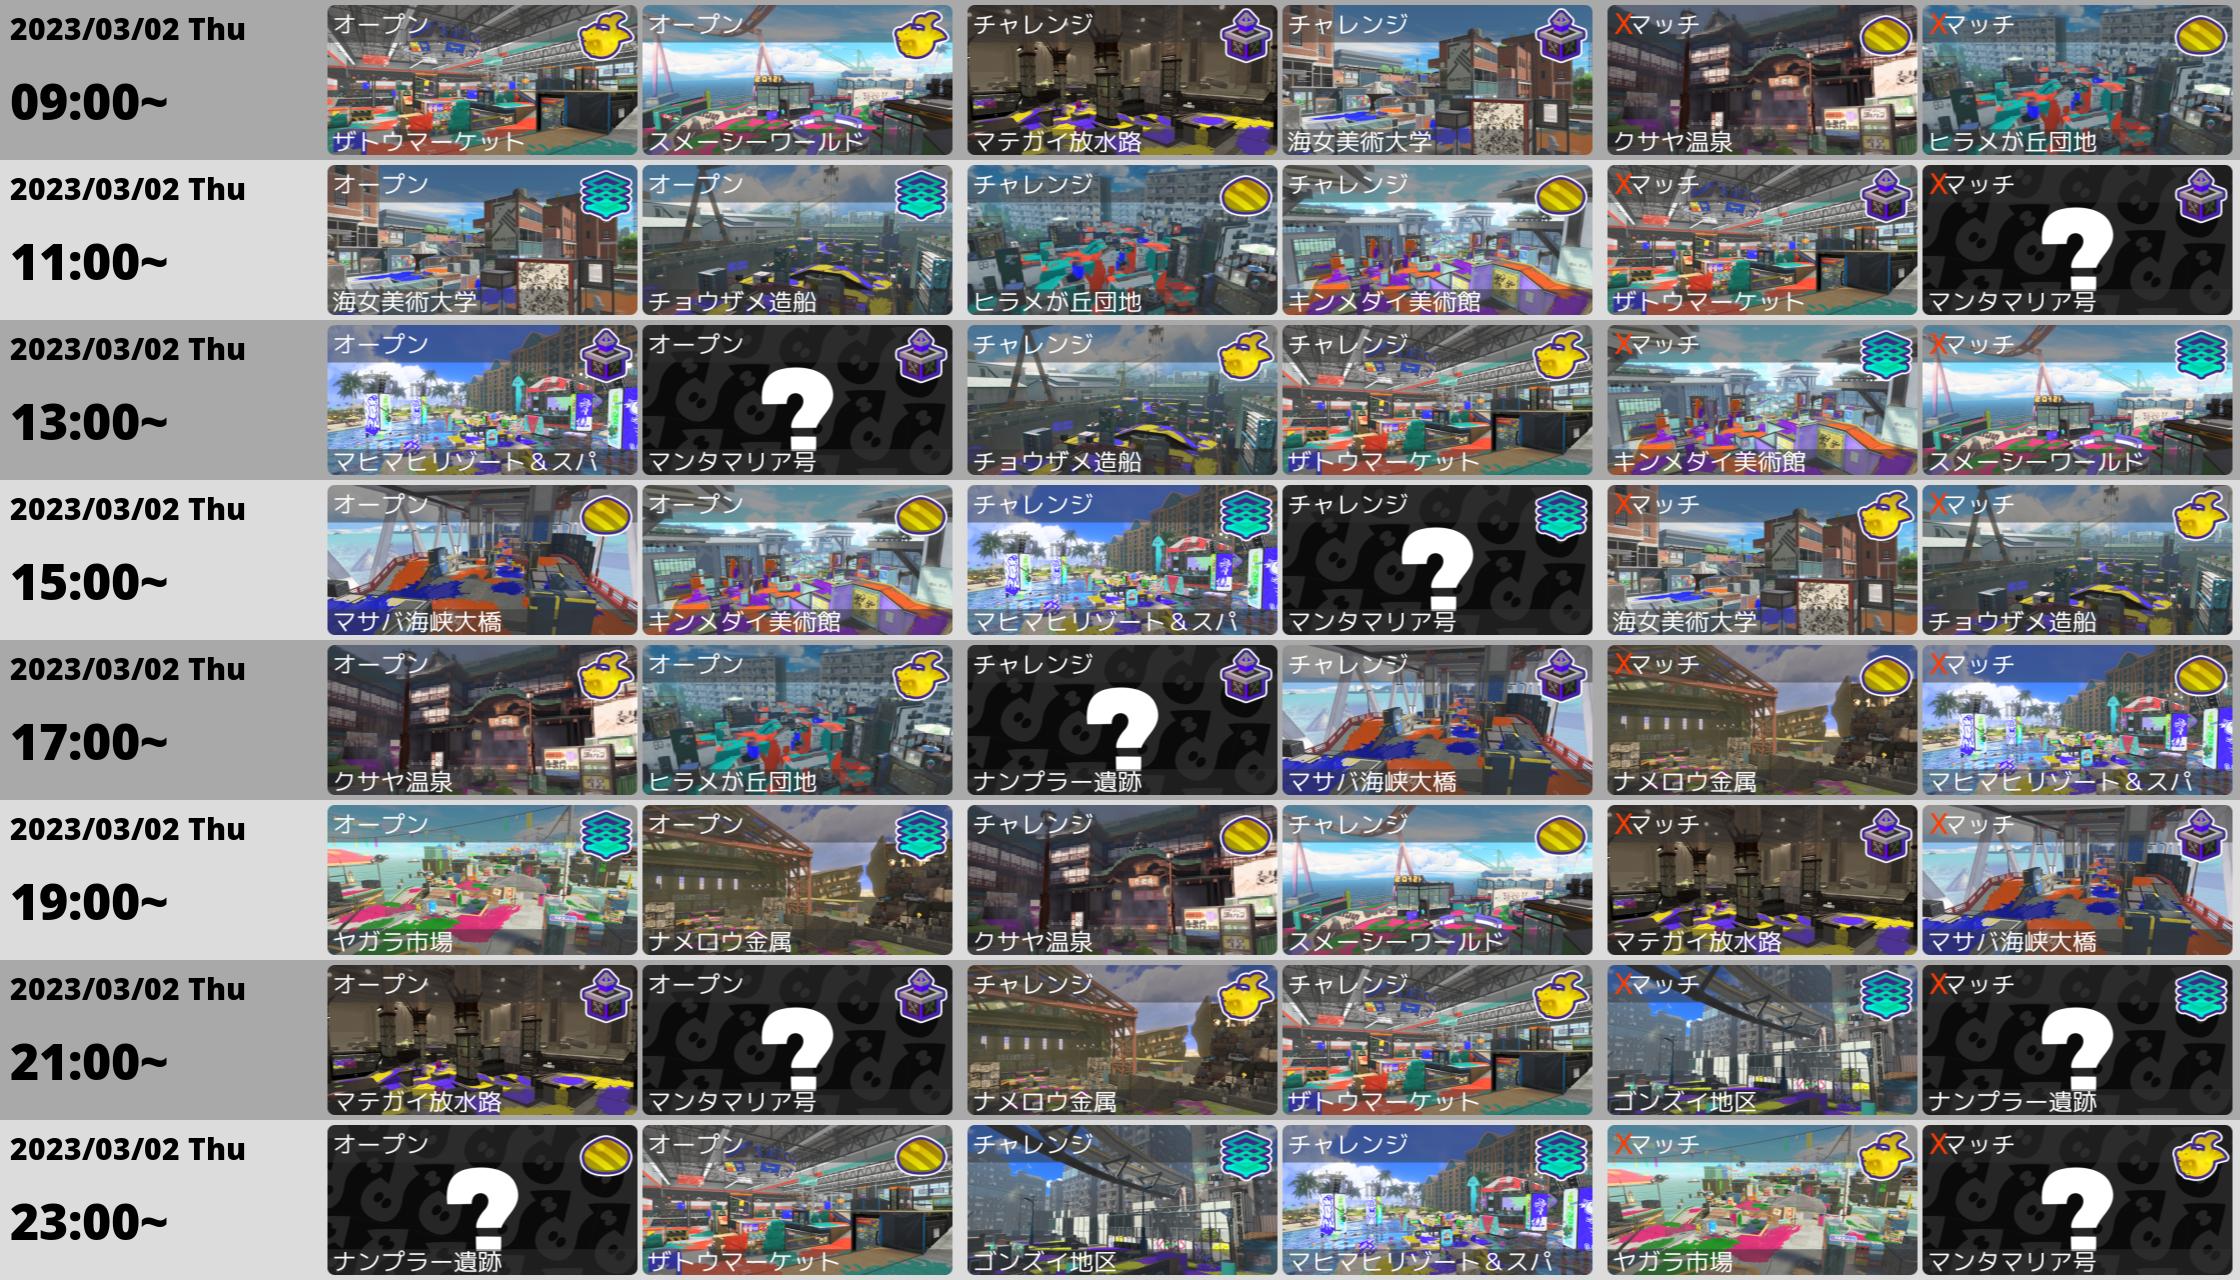 2023/03/02 Thu
09:00~
オープン
ザトウマーケット
オープン
スメーシーワールド
チャレンジ
マテガイ放水路
チャレンジ
海女美術大学
Xマッチ
クサヤ温泉
Xマッチ
ヒラメが丘団地
2023/03/02 Thu
11:00~
オープン
海女美術大学
オープン
チョウザメ造船
チャレンジ
ヒラメが丘団地
チャレンジ
キンメダイ美術館
Xマッチ
ザトウマーケット
Xマッチ
?
マンタマリア号
2023/03/02 Thu
13:00~
オープン
マヒマヒリゾート＆スパ
オープン
?
マンタマリア号
チャレンジ
チョウザメ造船
チャレンジ
ザトウマーケット
Xマッチ
キンメダイ美術館
Xマッチ
スメーシーワールド
2023/03/02 Thu
15:00~
オープン
マサバ海峡大橋
オープン
キンメダイ美術館
チャレンジ
マヒマヒリゾート＆スパ
チャレンジ
?
マンタマリア号
Xマッチ
海女美術大学
Xマッチ
チョウザメ造船
2023/03/02 Thu
17:00~
オープン
クサヤ温泉
オープン
ヒラメが丘団地
チャレンジ
?
ナンプラー遺跡
チャレンジ
マサバ海峡大橋
Xマッチ
ナメロウ金属
Xマッチ
マヒマヒリゾート＆スパ
2023/03/02 Thu
19:00~
オープン
ヤガラ市場
オープン
ナメロウ金属
チャレンジ
クサヤ温泉
チャレンジ
スメーシーワールド
Xマッチ
マテガイ放水路
Xマッチ
マサバ海峡大橋
2023/03/02 Thu
21:00~
オープン
マテガイ放水路
オープン
?
マンタマリア号
チャレンジ
ナメロウ金属
チャレンジ
ザトウマーケット
Xマッチ
ゴンズイ地区
Xマッチ
?
ナンプラー遺跡
2023/03/02 Thu
23:00~
オープン
?
ナンプラー遺跡
オープン
ザトウマーケット
チャレンジ
ゴンズイ地区
チャレンジ
マヒマヒリゾート＆スパ
Xマッチ
ヤガラ市場
Xマッチ
?
マンタマリア号